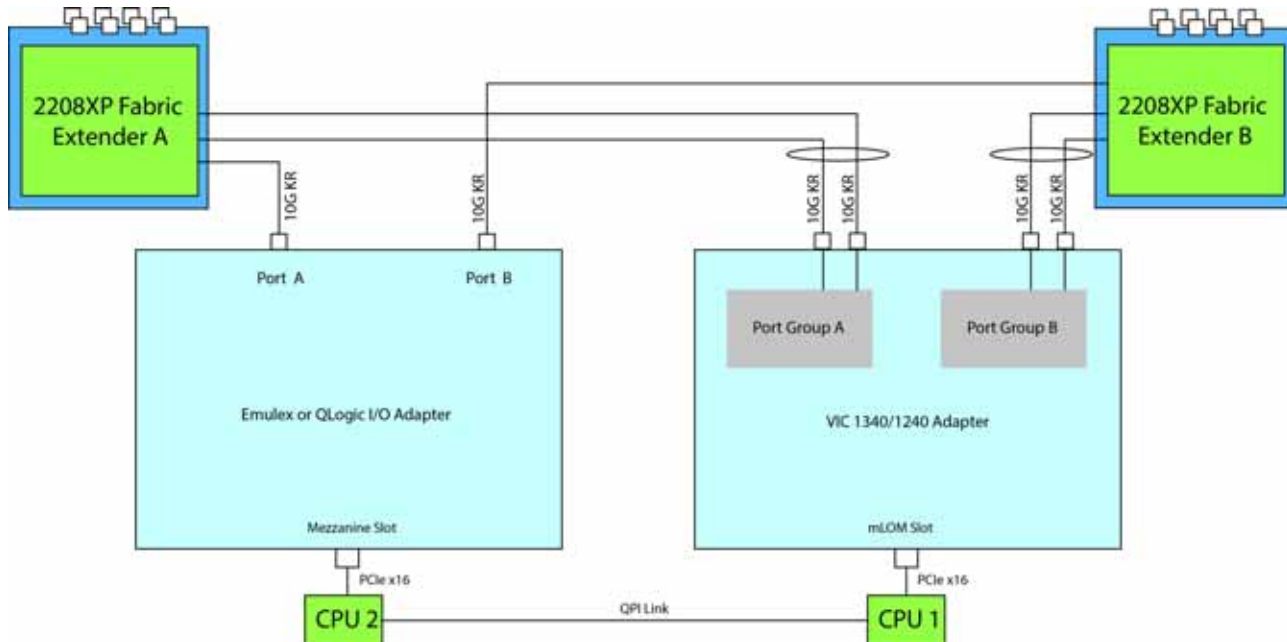 2208XP Fabric
Extender A
2208XP Fabric
Extender B
10G KR
10G KR
10G KR
10G KR
10G KR
10G KR
Port A
Port B
Port Group A
Port Group B
Emulex or QLogic I/O Adapter
VIC 1340/1240 Adapter
Mezzanine Slot
mLOM Slot
PCIe x16
PCIe x16
CPU 2
QPI Link
CPU 1